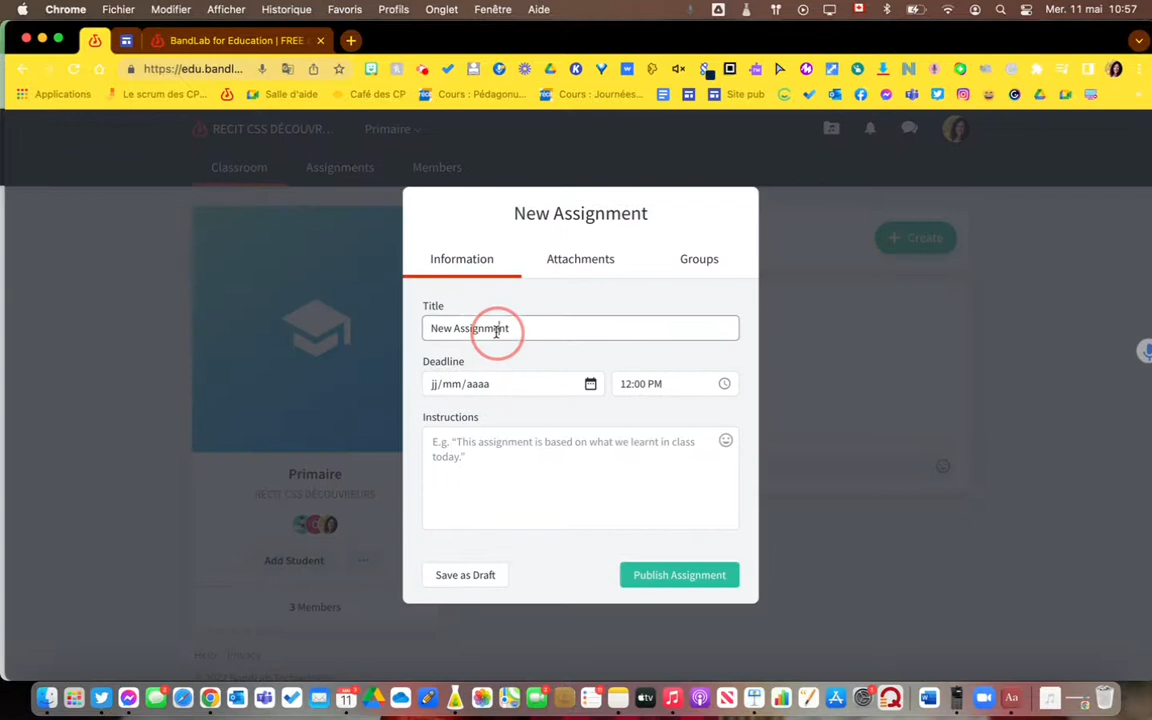 Chrome Fichier Modifier Afficher Historique Favoris Profils Onglet Fenêtre Aide Mer. 11 mai 10:57
BandLab for Education | FREE
https://edu.bandl...
Applications Le scrum des CP... Salle d'aide Café des CP Cours : Pédagonu... Cours : Journées... Site pub
RECIT CSS DÉCOUVR... Primaire
Classroom Assignments Members
New Assignment
Create
Information Attachments Groups
Title
New Assignment
Deadline
jj/mm/aaaa 12:00 PM
Instructions
E.g. “This assignment is based on what we learnt in class
today.”
Primaire
RECIT CSS DÉCOUVREURS
Add Student
Save as Draft Publish Assignment
3 Members
Help Privacy